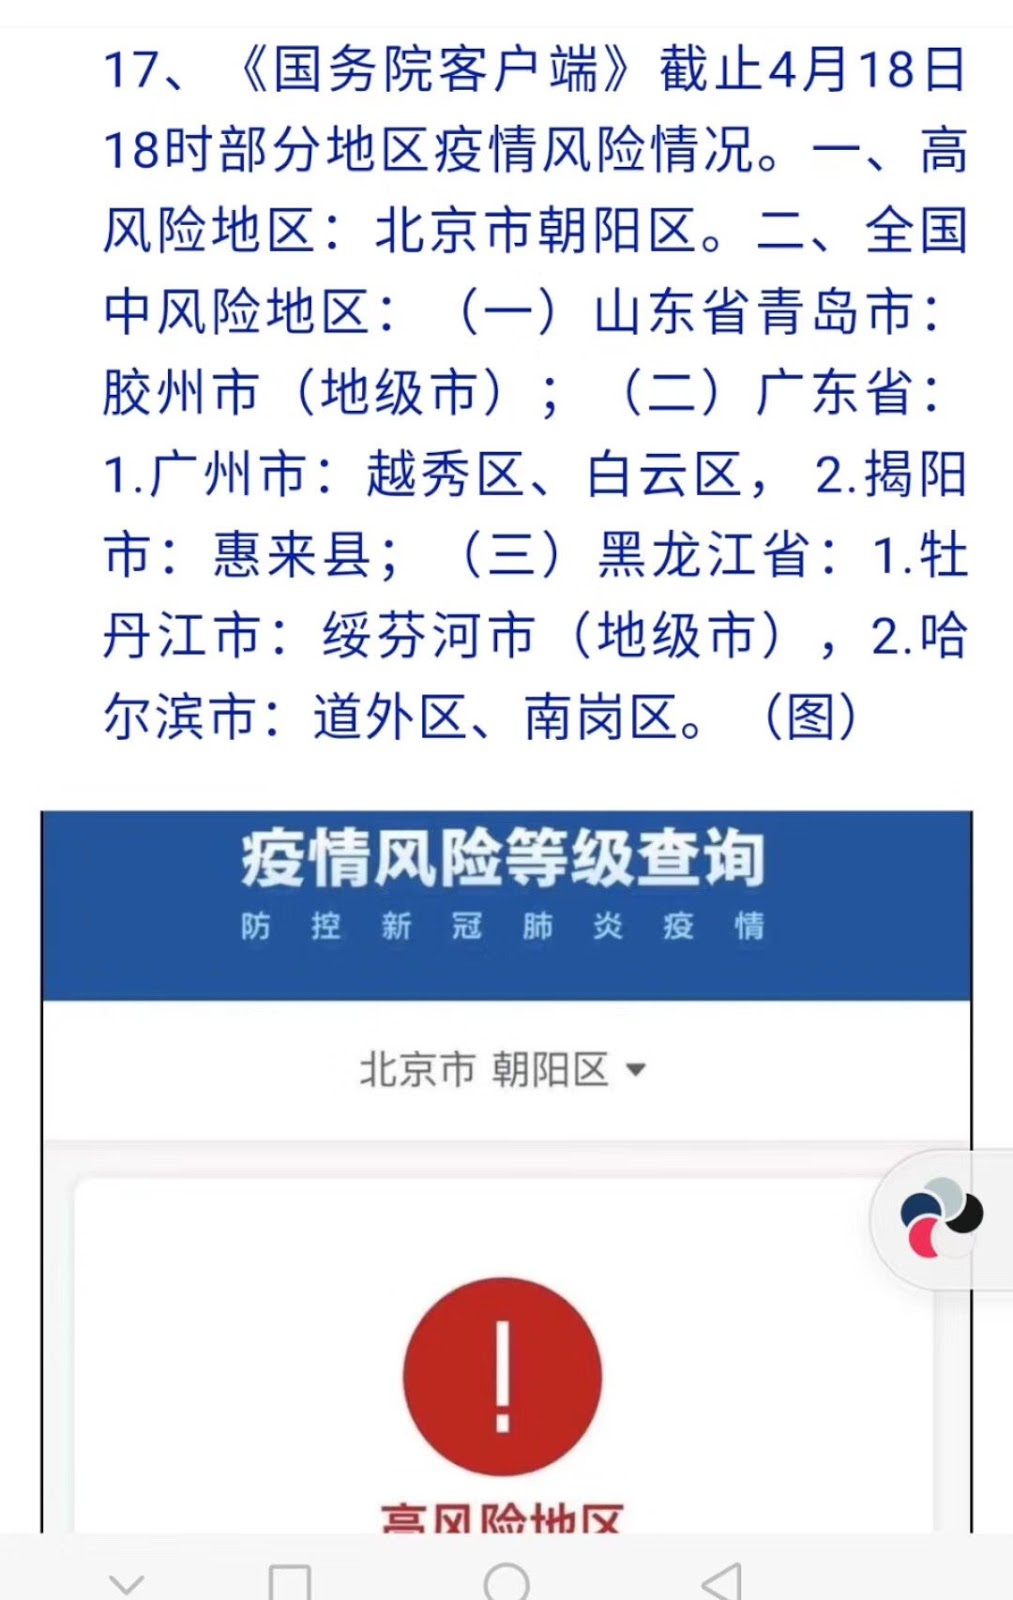 17、《国务院客户端》截止4月18日
18时部分地区疫情风险情况。一、高
风险地区：北京市朝阳区。二、全国
中风险地区：（一）山东省青岛市：
胶州市（地级市）；（二）广东省：
1.广州市：越秀区、白云区， 2.揭阳
市：惠来县；（三）黑龙江省：1.牡
丹江市：绥芬河市（地级市），2.哈
尔滨市：道外区、南岗区。（图）
疫情风险等级查询
防控新冠肺炎疫情
北京市 朝阳区
高风险地区